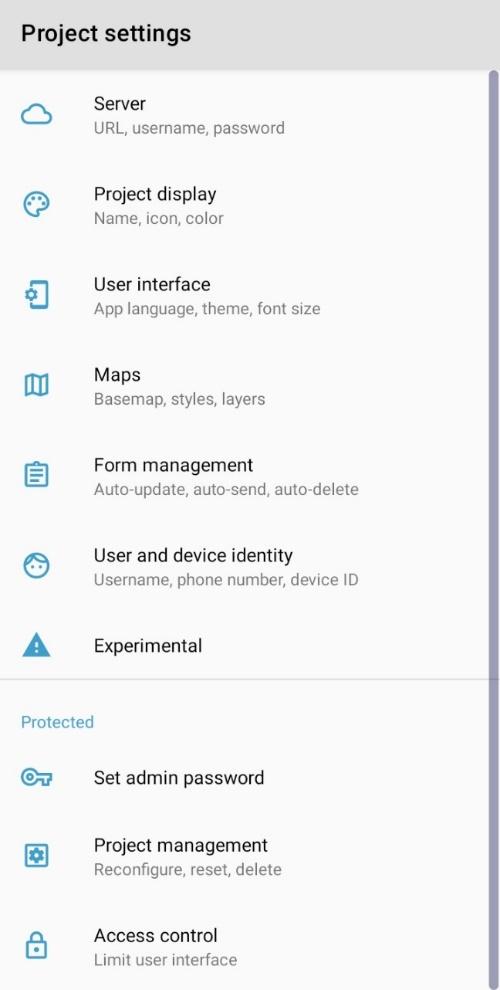 Project settings
Server
URL, username, password
Project display
Name, icon, color
User interface
App language, theme, font size
Maps
Basemap, styles, layers
Form management
Auto-update, auto-send, auto-delete
User and device identity
Username, phone number, device ID
Experimental
Protected
Set admin password
Project management
Reconfigure, reset, delete
Access control
Limit user interface